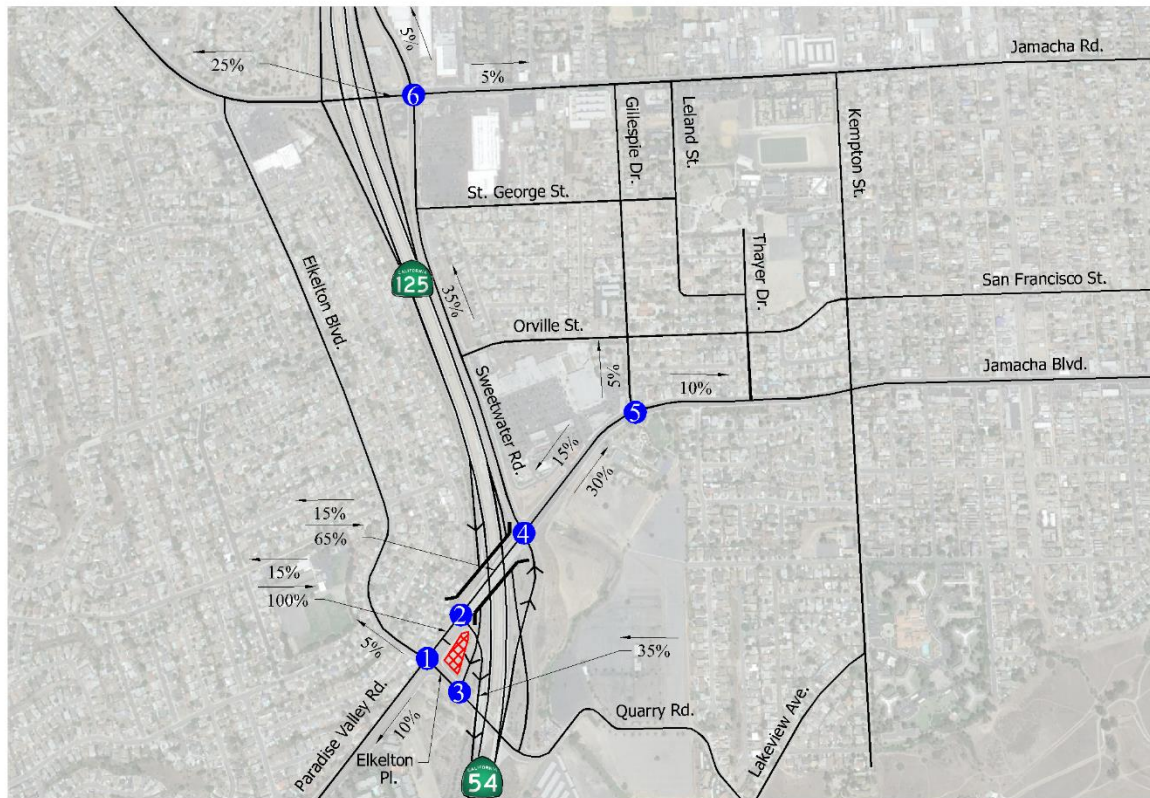 5%
25%
5%
Jamacha Rd.
6
Gillespie Dr.
Leland St.
Kempton St.
St. George St.
Elkelton Blvd.
Thayer Dr.
CALIFORNIA
125
35%
San Francisco St.
Orville St.
Sweetwater Rd.
5%
10%
Jamacha Blvd.
5
15%
30%
15%
65%
4
15%
100%
2
5%
1
35%
3
Paradise Valley Rd.
10%
Quarry Rd.
Lakeview Ave.
Elkelton
Pl.
CALIFORNIA
54